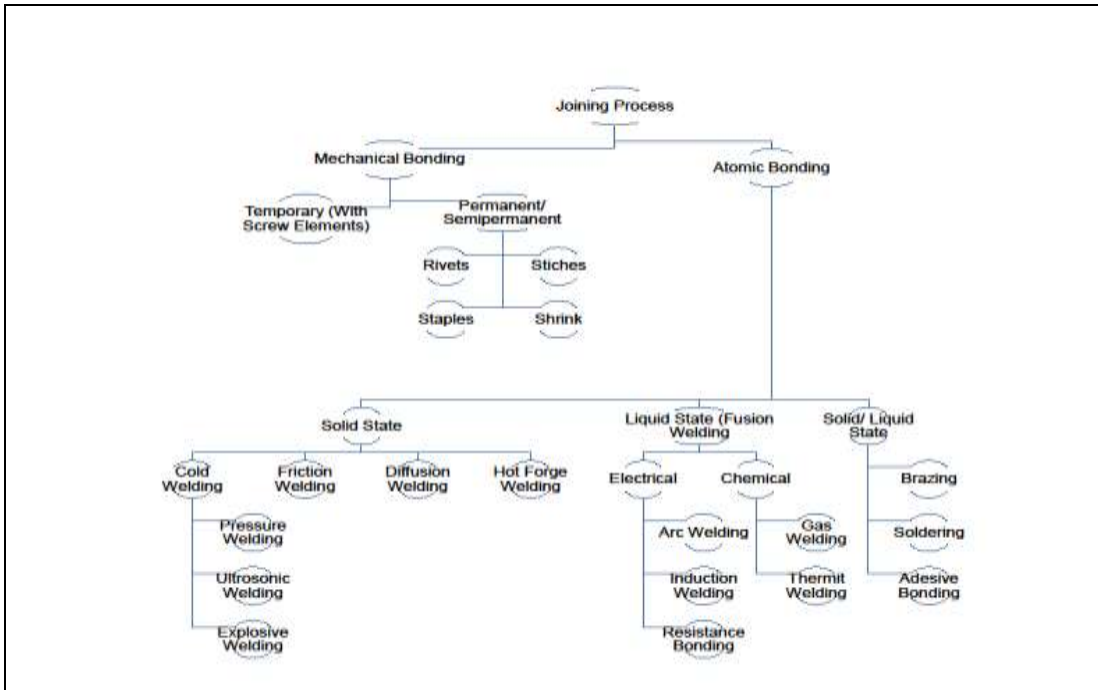 Joining Process
Mechanical Bonding
Atomic Bonding
Temporary (With
Screw Elements)
Permanent/
Semipermanent
Rivets
Stiches
Staples
Shrink
Solid State
Liquid State (Fusion
Welding
Solid/ Liquid
State
Cold
Welding
Friction
Welding
Diffusion
Welding
Hot Forge
Welding
Electrical
Chemical
Brazing
Pressure
Welding
Arc Welding
Gas
Welding
Soldering
Ultrosonic
Welding
Induction
Welding
Thermit
Welding
Adesive
Bonding
Explosive
Welding
Resistance
Bonding